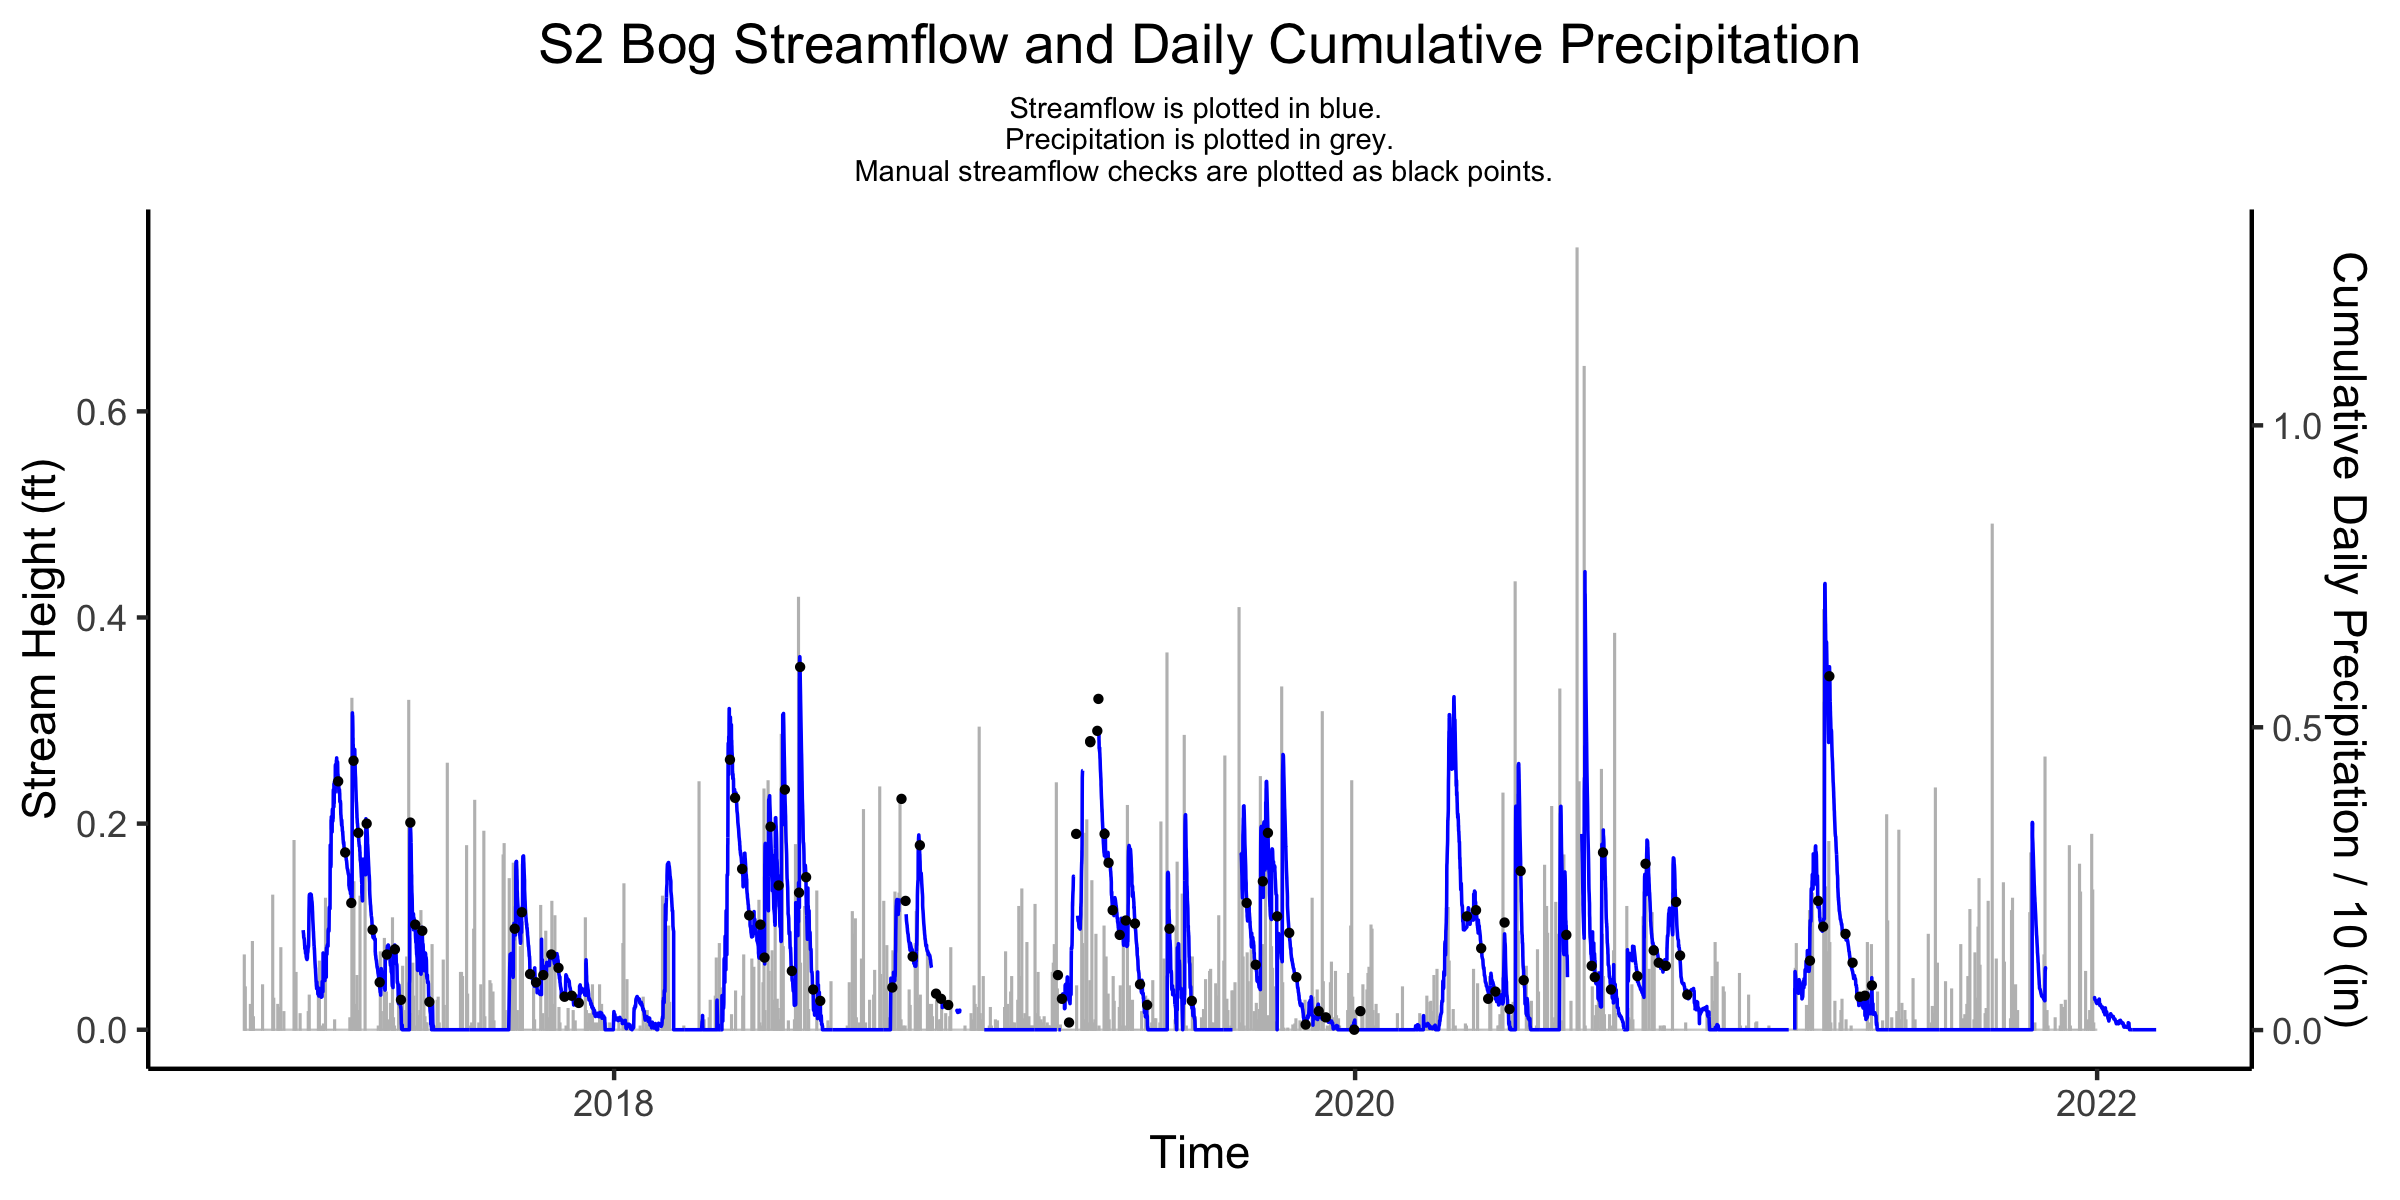 S2 Bog Streamflow and Daily Cumulative Precipitation
Streamflow is plotted in blue.
Precipitation is plotted in grey.
Manual streamflow checks are plotted as black points.
Stream Height (ft)
0.6
0.4
0.2
0.0
1.0
0.5
0.0
Cumulative Daily Precipitation / 10 (in)
2018
2020
2022
Time